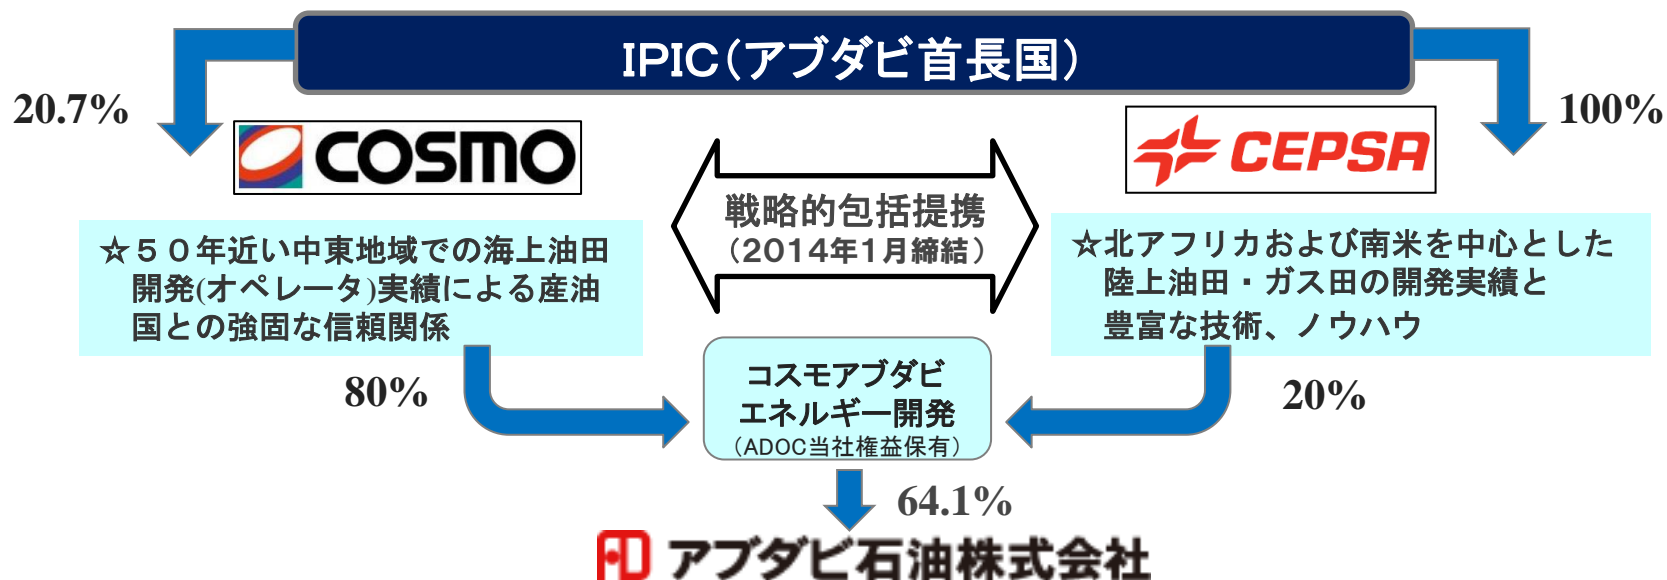 IPIC(アブダビ首長国)
20.7%
100%
COSMO
CEPSA
戦略的包括提携
(2014年1月締結)
☆50年近い中東地域での海上油田
開発(オペレータ)実績による産油
国との強固な信頼関係
☆北アフリカおよび南米を中心とした
陸上油田・ガス田の開発実績と
豊富な技術、ノウハウ
80%
20%
コスモアブダビ
エネルギー開発
(ADOC当社権益保有)
64.1%
アブダビ石油株式会社